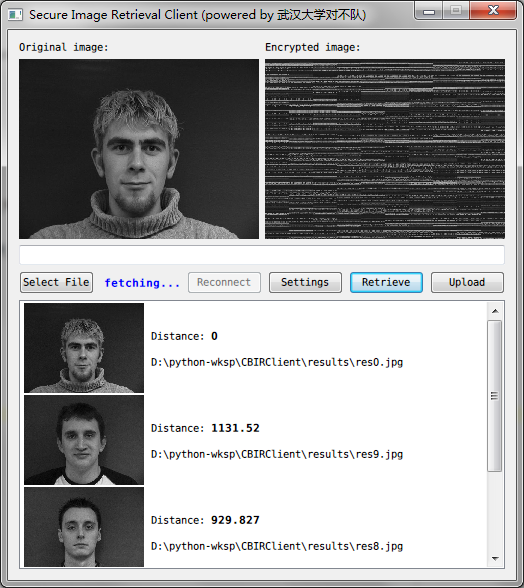 Secure Image Retrieval Client (powered by 武汉大学对不队)
Original image:
Encrypted image:
Select File
fetching...
Reconnect
Settings
Retrieve
Upload
Distance: 0
D:\python-wksp\CBIRClient\results\res0.jpg
Distance: 1131.52
D:\python-wksp\CBIRClient\results\res9.jpg
Distance: 929.827
D:\python-wksp\CBIRClient\results\res8.jpg